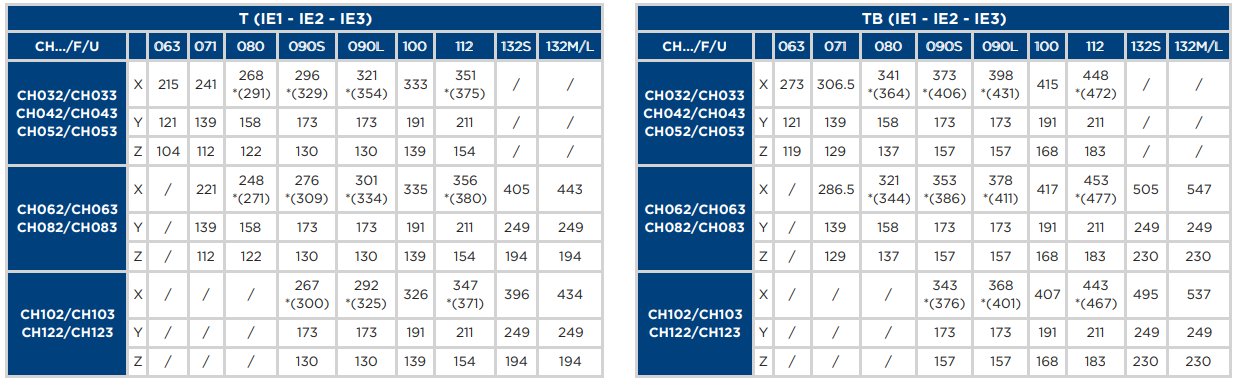 T (IE1 - IE2 - IE3)
CH.../F/U 063 071 080 090S 090L 100 112 132S 132M/L
CH032/CH033
CH042/CH043
CH052/CH053
X 215 241 268 *(291) 296 *(329) 321 *(354) 333 351 *(375) / /
Y 121 139 158 173 173 191 211 / /
Z 104 112 122 130 130 139 154 / /
CH062/CH063
CH082/CH083
X / 221 248 *(271) 276 *(309) 301 *(334) 335 356 *(380) 405 443
Y / 139 158 173 173 191 211 249 249
Z / 112 122 130 130 139 154 194 194
CH102/CH103
CH122/CH123
X / / / 267 *(300) 292 *(325) 326 347 *(371) 396 434
Y / / / 173 173 191 211 249 249
Z / / / 130 130 139 154 194 194
TB (IE1 - IE2 - IE3)
CH.../F/U 063 071 080 090S 090L 100 112 132S 132M/L
CH032/CH033
CH042/CH043
CH052/CH053
X 273 306.5 341 *(364) 373 *(406) 398 *(431) 415 448 *(472) / /
Y 121 139 158 173 173 191 211 / /
Z 119 129 137 157 157 168 183 / /
CH062/CH063
CH082/CH083
X / 286.5 321 *(344) 353 *(386) 378 *(411) 417 453 *(477) 505 547
Y / 139 158 173 173 191 211 249 249
Z / 129 137 157 157 168 183 230 230
CH102/CH103
CH122/CH123
X / / / 343 *(376) 368 *(401) 407 443 *(467) 495 537
Y / / / 173 173 191 211 249 249
Z / / / 157 157 168 183 230 230